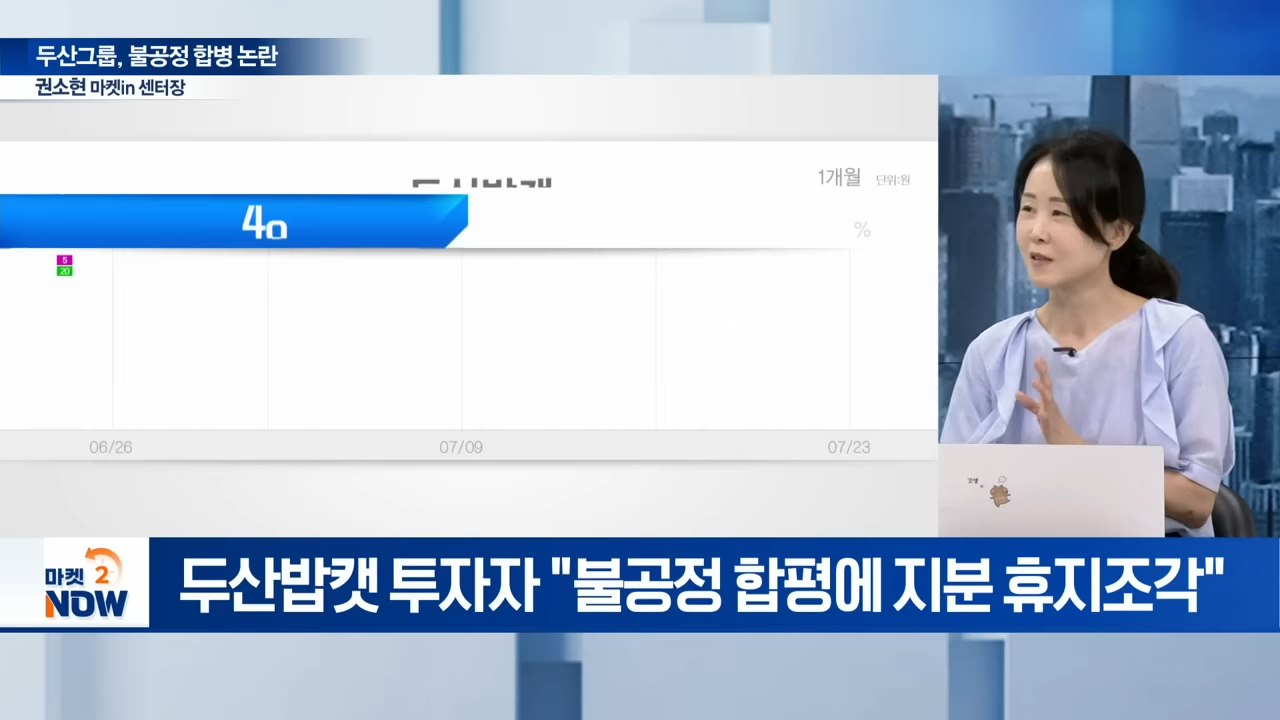 두산그룹, 불공정 합병 논란
권소현 마켓in 센터장
1개월 단위:원
%
5
20
06/26 07/09 07/23
마켓 2
NOW
두산밥캣 투자자 "불공정 합평에 지분 휴지조각"